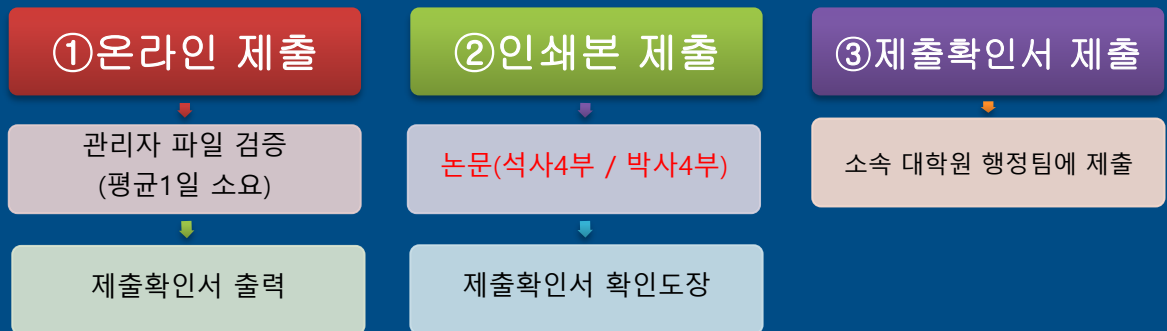 ①온라인 제출
관리자 파일 검증
(평균1일 소요)
제출확인서 출력
②인쇄본 제출
논문(석사4부 / 박사4부)
제출확인서 확인도장
③제출확인서 제출
소속 대학원 행정팀에 제출